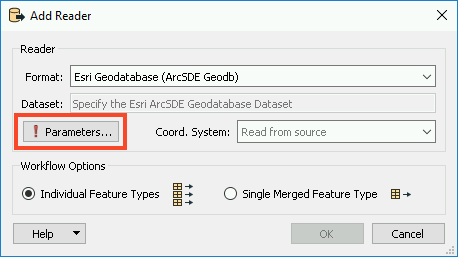 Add Reader
Reader
Format: Esri Geodatabase (ArcSDE Geodb)
Dataset: Specify the Esri ArcSDE Geodatabase Dataset
! Parameters... Coord. System: Read from source
Workflow Options
Individual Feature Types Single Merged Feature Type
Help OK Cancel